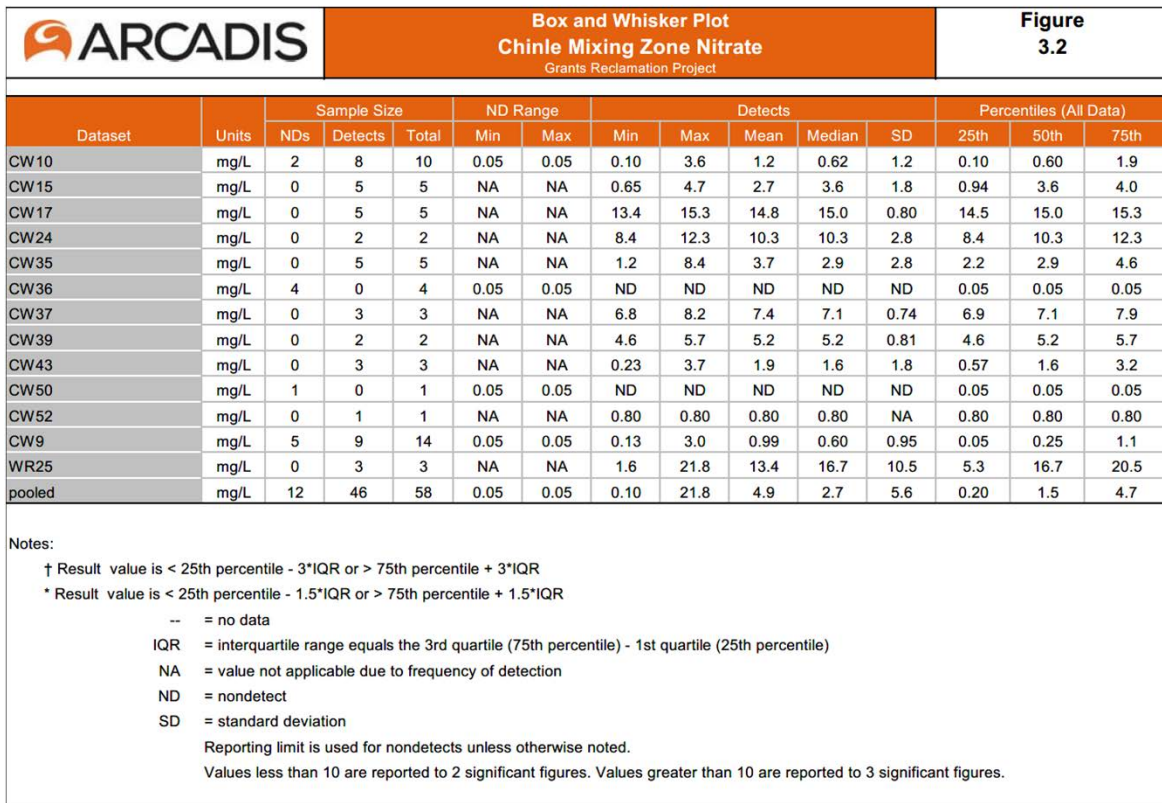 ARCADIS
Box and Whisker Plot
Chinle Mixing Zone Nitrate
Grants Reclamation Project
Figure
3.2
Sample Size ND Range Detects Percentiles (All Data)
Dataset Units NDs Detects Total Min Max Min Max Mean Median SD 25th 50th 75th
CW10 mg/L 2 8 10 0.05 0.05 0.10 3.6 1.2 0.62 1.2 0.10 0.60 1.9
CW15 mg/L 0 5 5 NA NA 0.65 4.7 2.7 3.6 1.8 0.94 3.6 4.0
CW17 mg/L 0 5 5 NA NA 13.4 15.3 14.8 15.0 0.80 14.5 15.0 15.3
CW24 mg/L 0 2 2 NA NA 8.4 12.3 10.3 10.3 2.8 8.4 10.3 12.3
CW35 mg/L 0 5 5 NA NA 1.2 8.4 3.7 2.9 2.8 2.2 2.9 4.6
CW36 mg/L 4 0 4 0.05 0.05 ND ND ND ND ND 0.05 0.05 0.05
CW37 mg/L 0 3 3 NA NA 6.8 8.2 7.4 7.1 0.74 6.9 7.1 7.9
CW39 mg/L 0 2 2 NA NA 4.6 5.7 5.2 5.2 0.81 4.6 5.2 5.7
CW43 mg/L 0 3 3 NA NA 0.23 3.7 1.9 1.6 1.8 0.57 1.6 3.2
CW50 mg/L 1 0 1 0.05 0.05 ND ND ND ND ND 0.05 0.05 0.05
CW52 mg/L 0 1 1 NA NA 0.80 0.80 0.80 0.80 NA 0.80 0.80 0.80
CW9 mg/L 5 9 14 0.05 0.05 0.13 3.0 0.99 0.60 0.95 0.05 0.25 1.1
WR25 mg/L 0 3 3 NA NA 1.6 21.8 13.4 16.7 10.5 5.3 16.7 20.5
pooled mg/L 12 46 58 0.05 0.05 0.10 21.8 4.9 2.7 5.6 0.20 1.5 4.7
Notes:
† Result value is < 25th percentile - 3*IQR or > 75th percentile + 3*IQR
* Result value is < 25th percentile - 1.5*IQR or > 75th percentile + 1.5*IQR
-- = no data
IQR = interquartile range equals the 3rd quartile (75th percentile) - 1st quartile (25th percentile)
NA = value not applicable due to frequency of detection
ND = nondetect
SD = standard deviation
Reporting limit is used for nondetects unless otherwise noted.
Values less than 10 are reported to 2 significant figures. Values greater than 10 are reported to 3 significant figures.